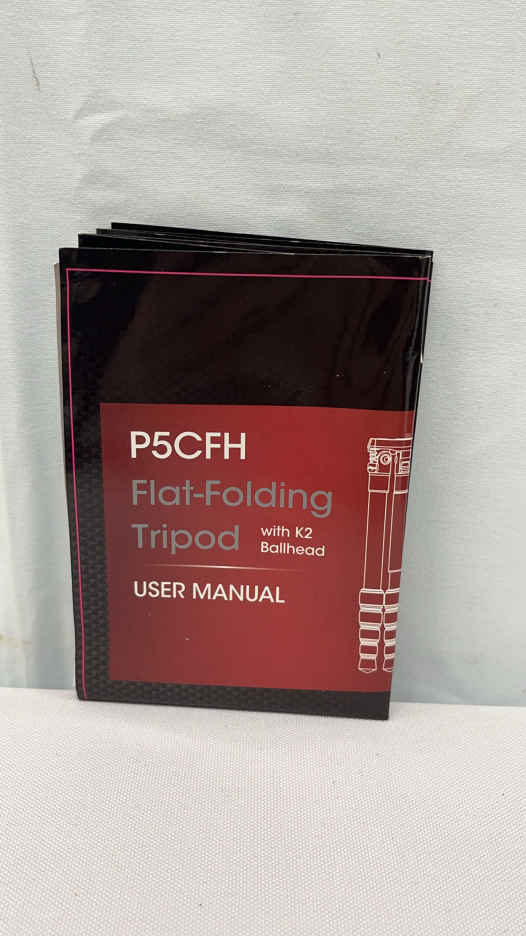 P5CFH
Flat-Folding
Tripod with K2
Ballhead
USER MANUAL